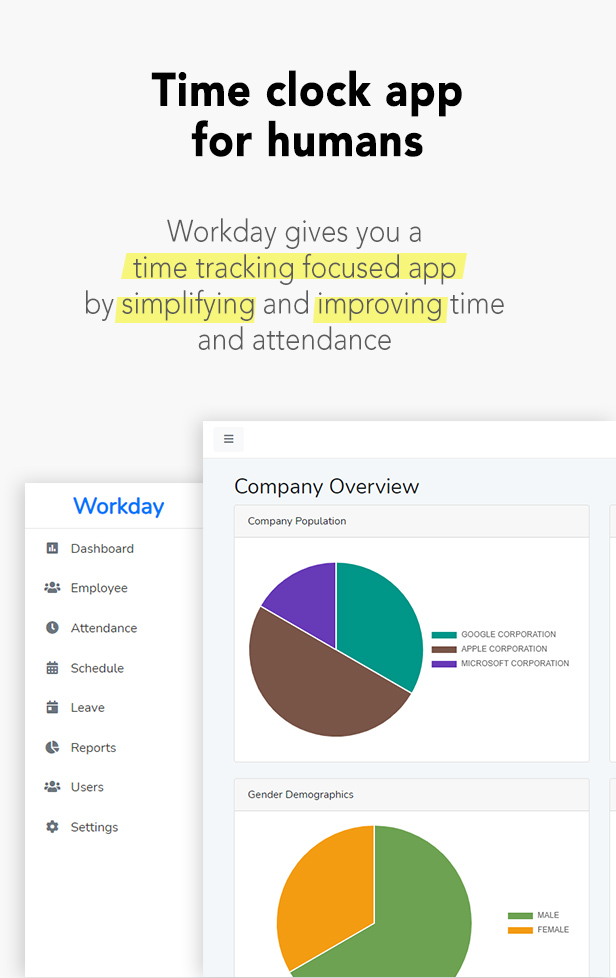 Time clock app
for humans
Workday gives you a
time tracking focused app
by simplifying and improving time
and attendance
Workday
Dashboard
Employee
Attendance
Schedule
Leave
Reports
Users
Settings
Company Overview
Company Population
GOOGLE CORPORATION
APPLE CORPORATION
MICROSOFT CORPORATION
Gender Demographics
MALE
FEMALE